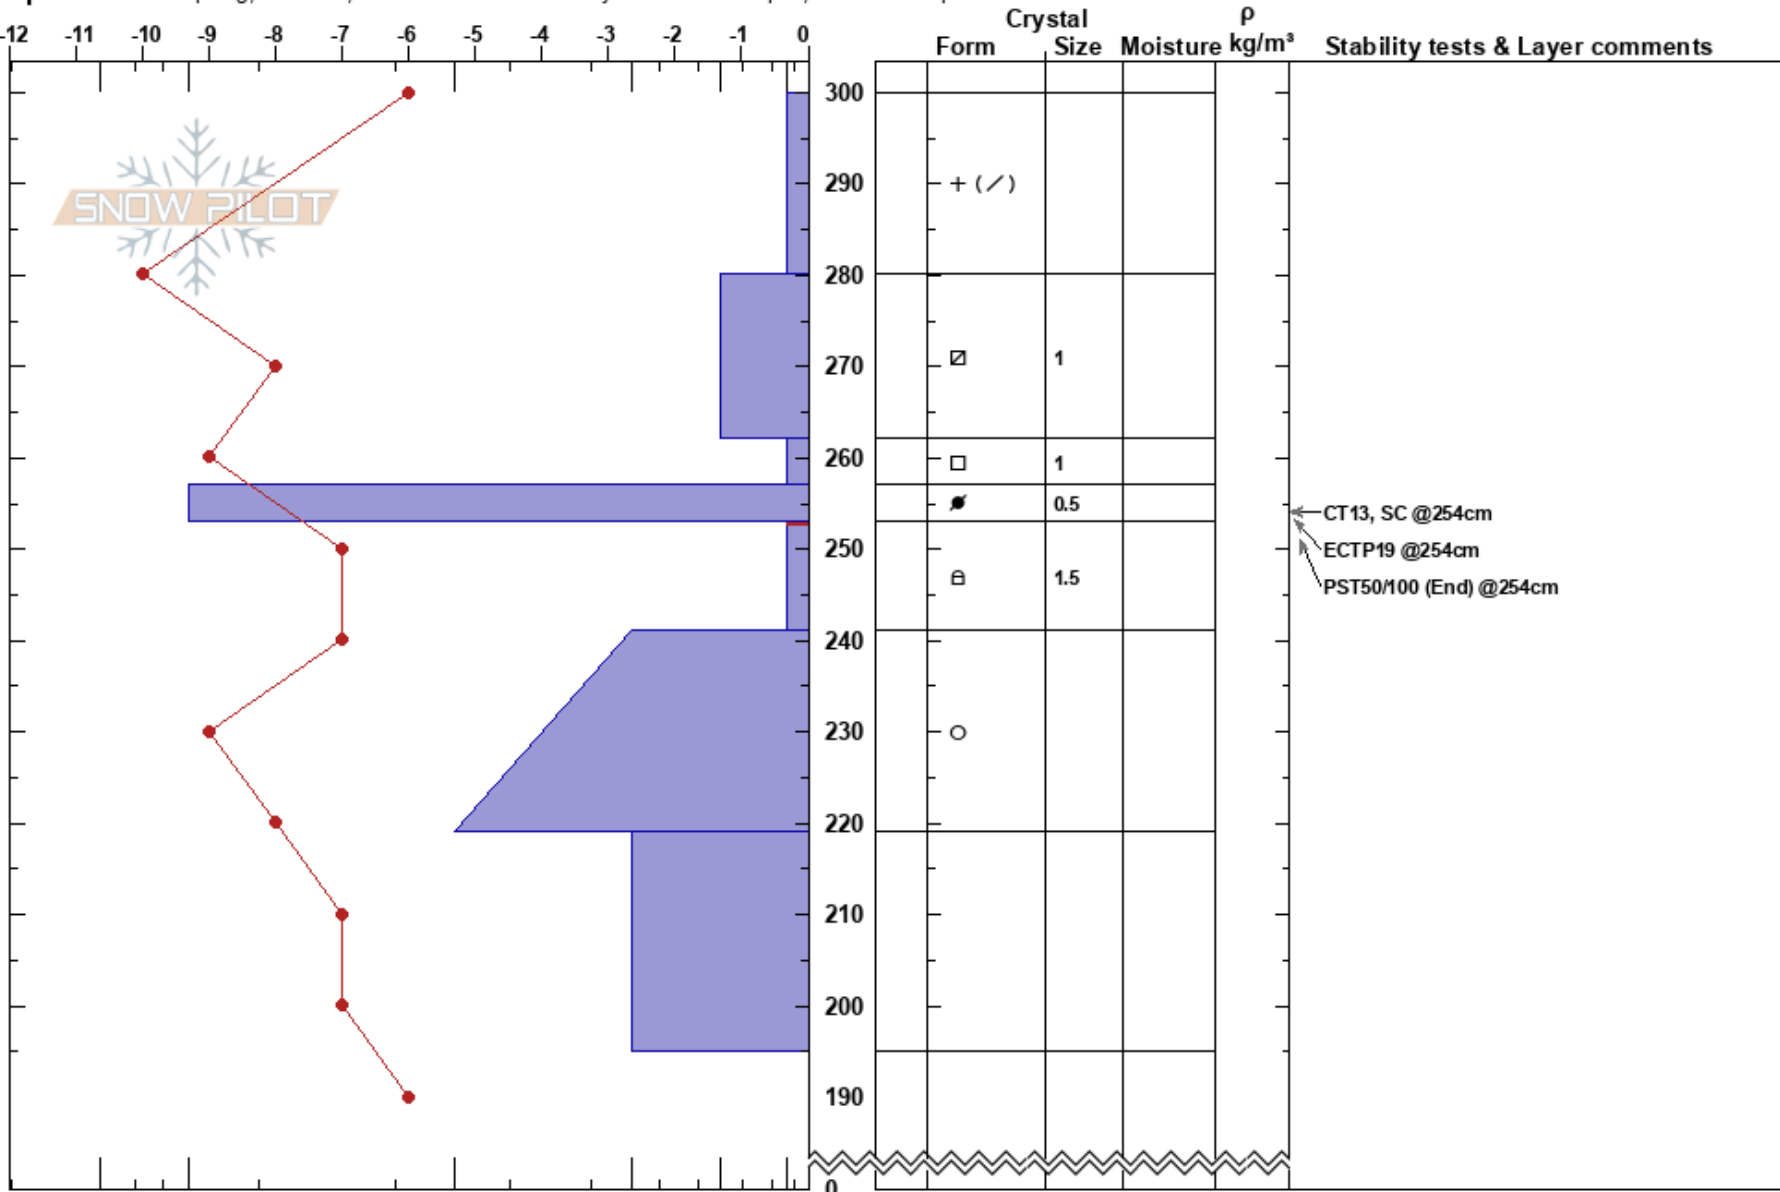 -12 -11 -10 -9 -8 -7 -6 -5 -4 -3 -2 -1 0
Crystal
Form Size Moisture ρ kg/m³ Stability tests & Layer comments
300
SNOW PILOT
290 + (∕)
280
270 1
260 1
0.5
CT13, SC @254cm
250 ECTP19 @254cm
1.5
PST50/100 (End) @254cm
240
230
220
210
200
190
0